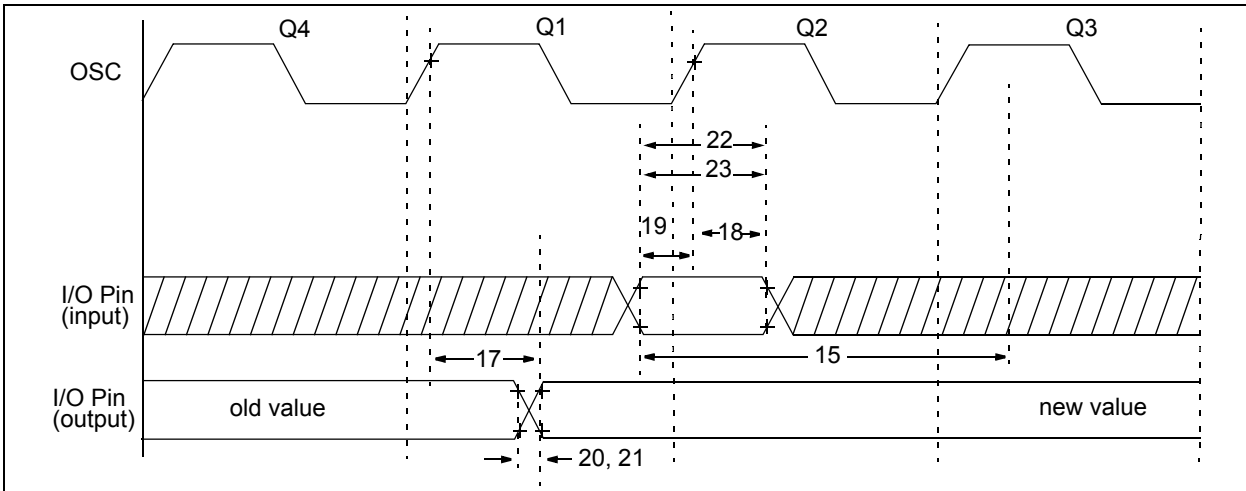 Q4 Q1 Q2 Q3
OSC
22
23
19
18
I/O Pin
(input)
17
15
I/O Pin
(output)
old value
new value
20, 21